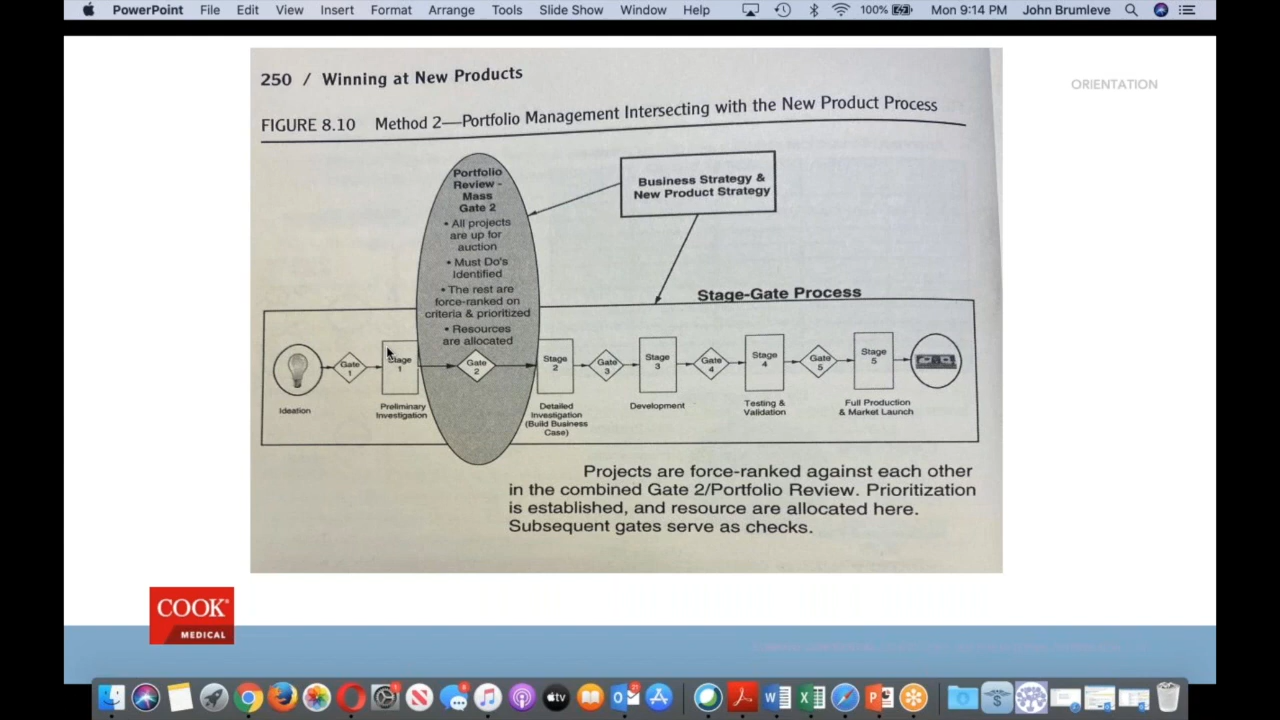 PowerPoint File Edit View Insert Format Arrange Tools Slide Show Window Help 100% Mon 9:14 PM John Brumleve
ORIENTATION
250 / Winning at New Products
FIGURE 8.10 Method 2—Portfolio Management Intersecting with the New Product Process
Portfolio
Review -
Mass
Gate 2
• All projects
are up for
auction
• Must Do's
Identified
• The rest are
force-ranked on
criteria & prioritized
• Resources
are allocated
Business Strategy &
New Product Strategy
Stage-Gate Process
Gate
1
Stage
1
Gate
2
Stage
2
Gate
3
Stage
3
Gate
4
Stage
4
Gate
5
Stage
5
Ideation
Preliminary
Investigation
Detailed
Investigation
(Build Business
Case)
Development
Testing &
Validation
Full Production
& Market Launch
Projects are force-ranked against each other
in the combined Gate 2/Portfolio Review. Prioritization
is established, and resource are allocated here.
Subsequent gates serve as checks.
COOK®
MEDICAL
tv